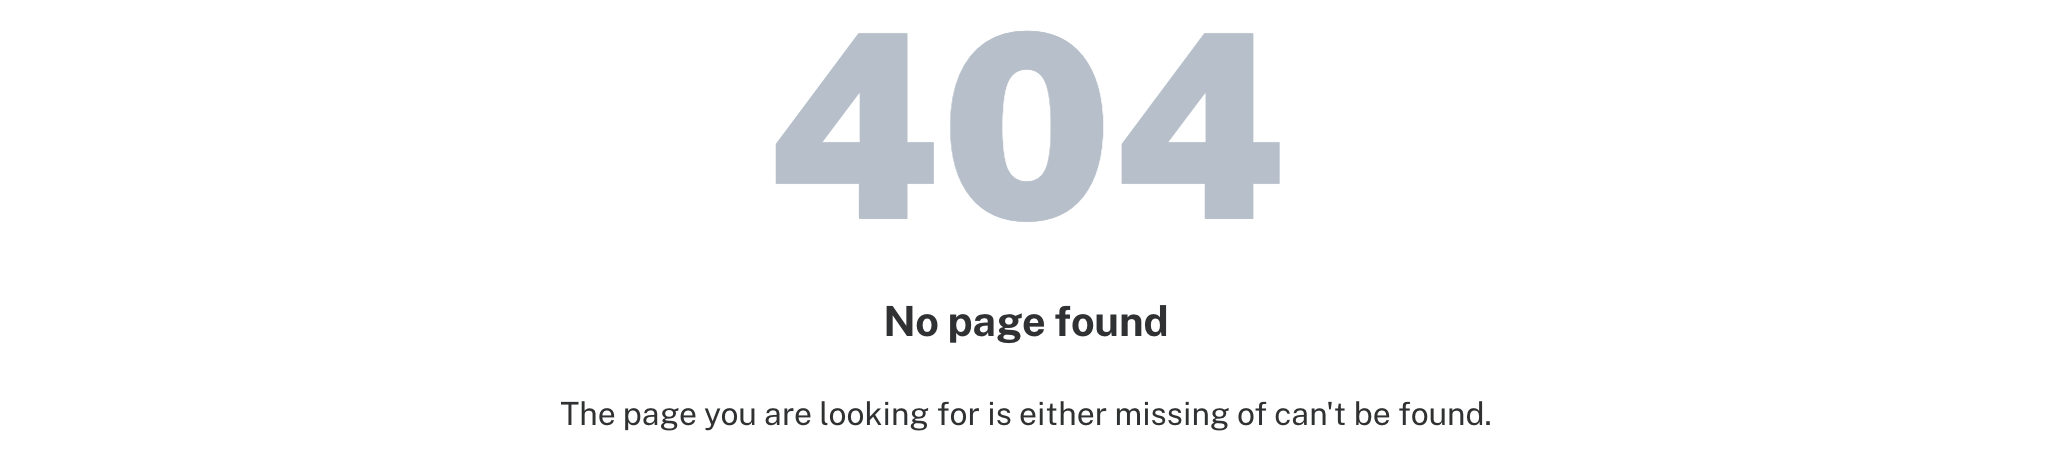 404
No page found
The page you are looking for is either missing of can't be found.